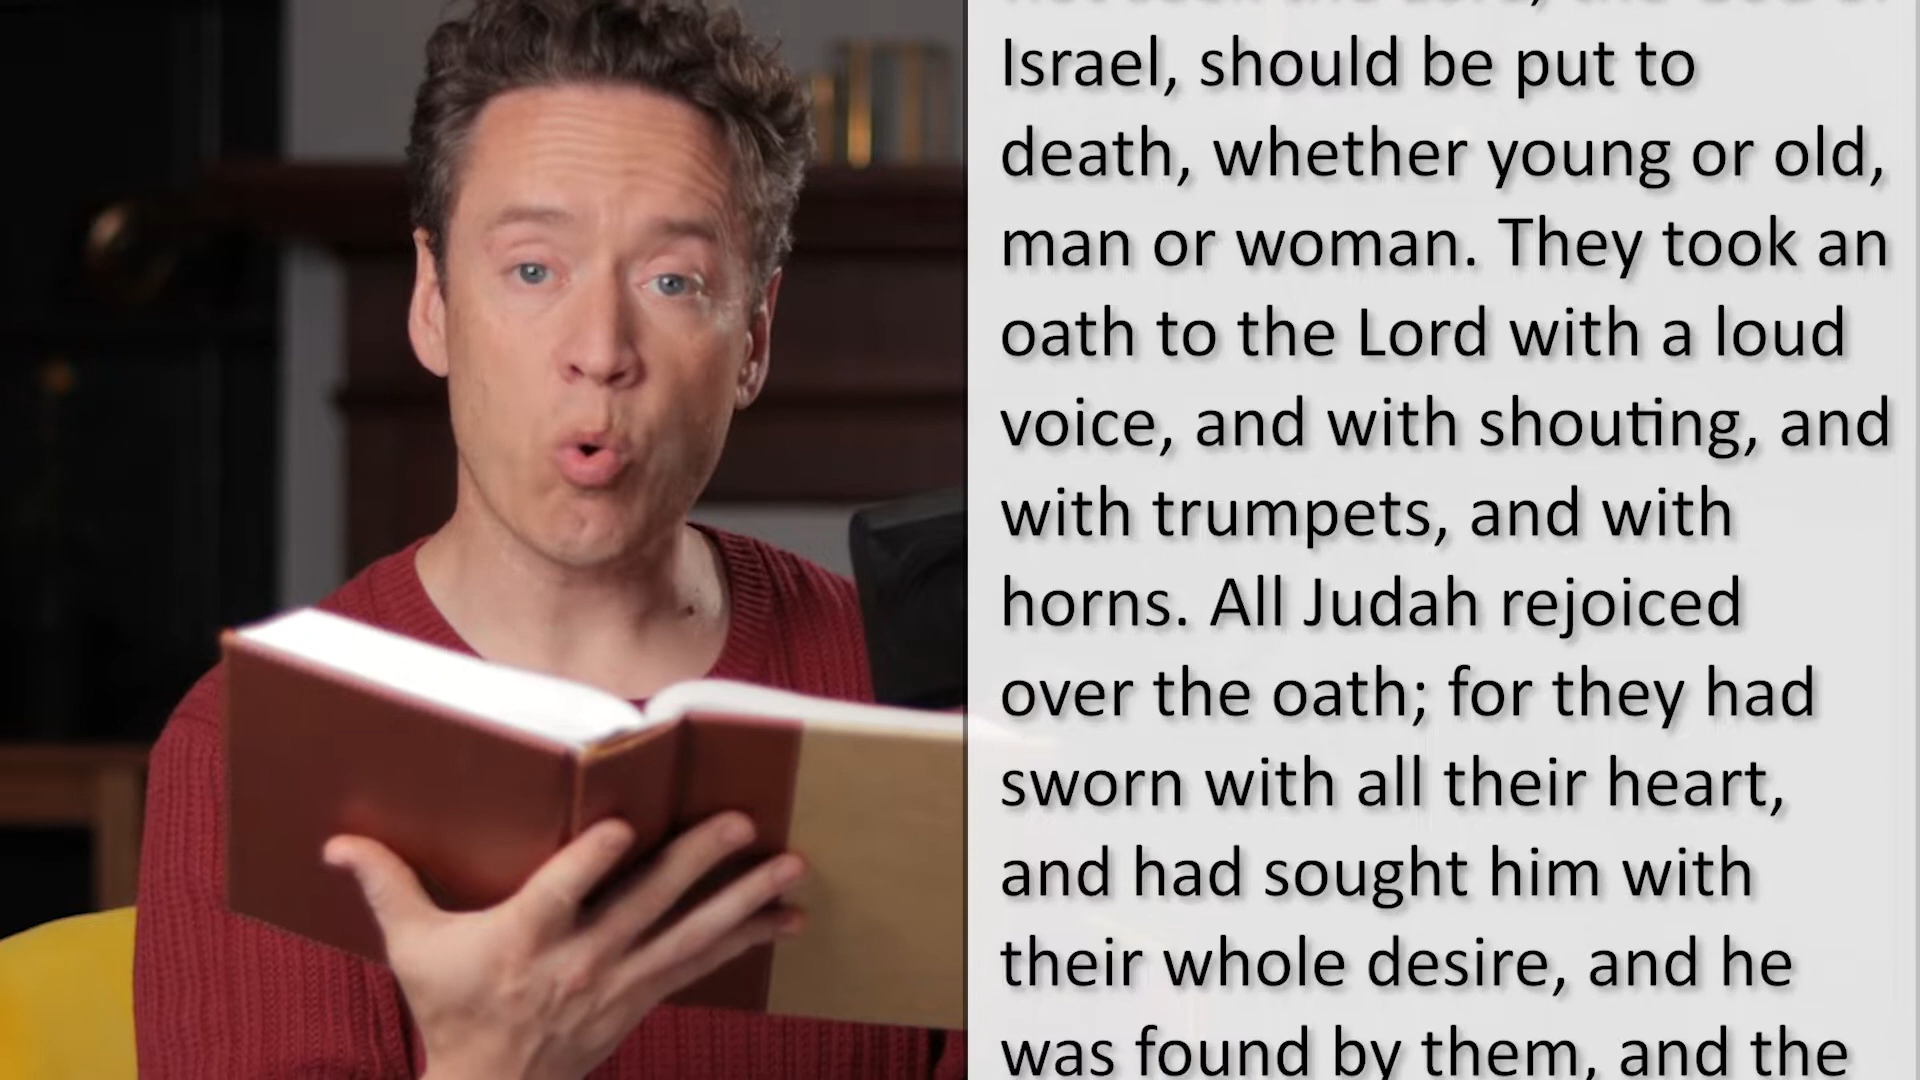 Israel, should be put to
death, whether young or old,
man or woman. They took an
oath to the Lord with a loud
voice, and with shouting, and
with trumpets, and with
horns. All Judah rejoiced
over the oath; for they had
sworn with all their heart,
and had sought him with
their whole desire, and he
was found by them, and the